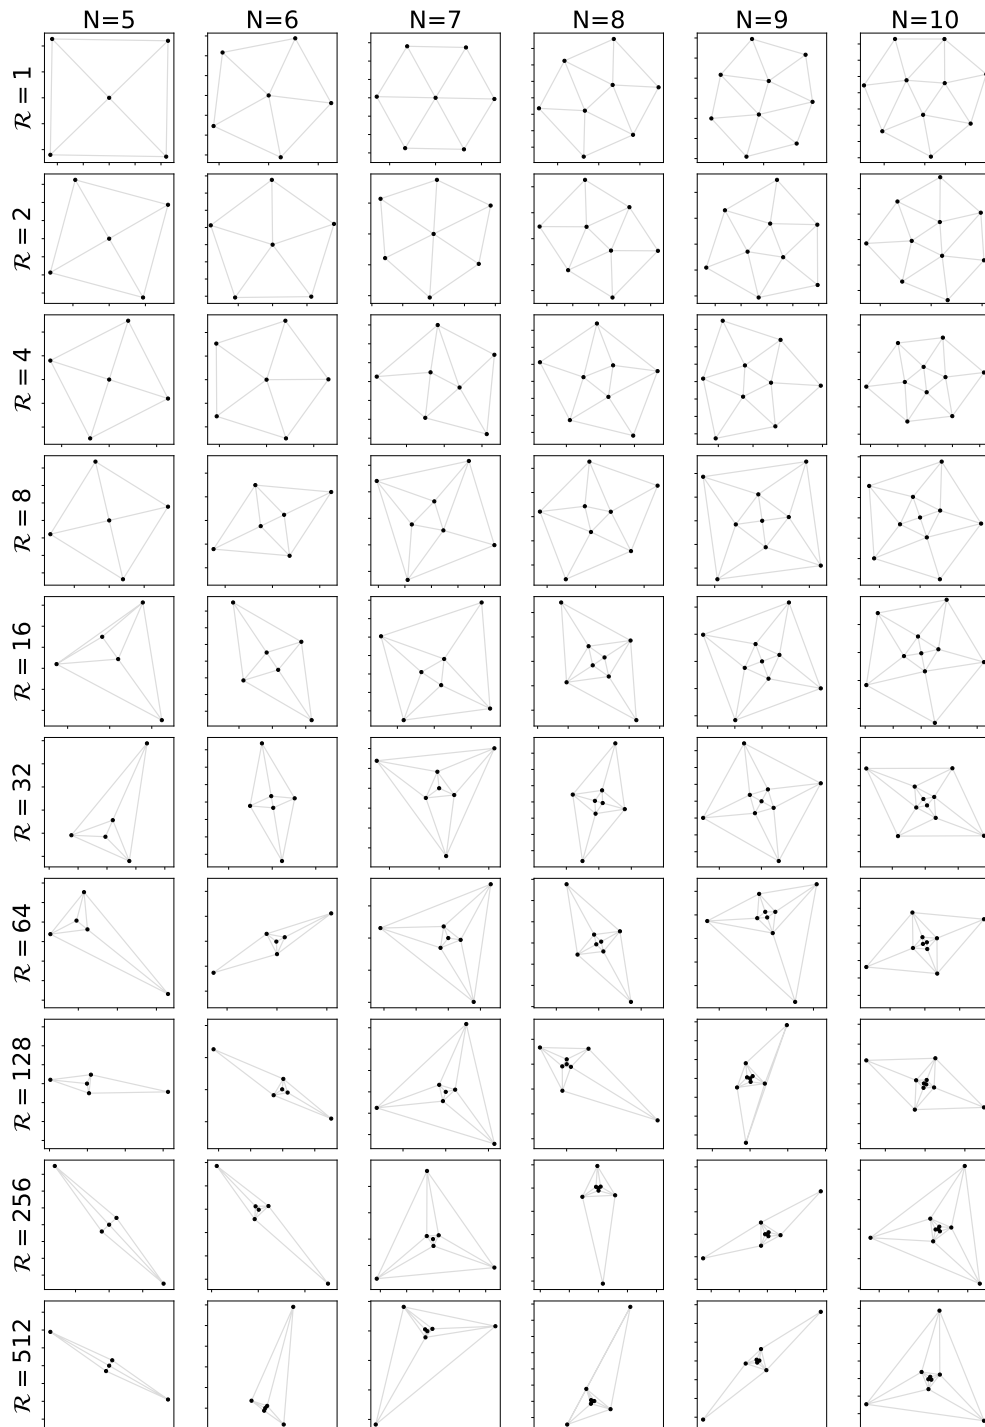 N=5 N=6 N=7 N=8 N=9 N=10
ℛ = 1
ℛ = 2
ℛ = 4
ℛ = 8
ℛ = 16
ℛ = 32
ℛ = 64
ℛ = 128
ℛ = 256
ℛ = 512